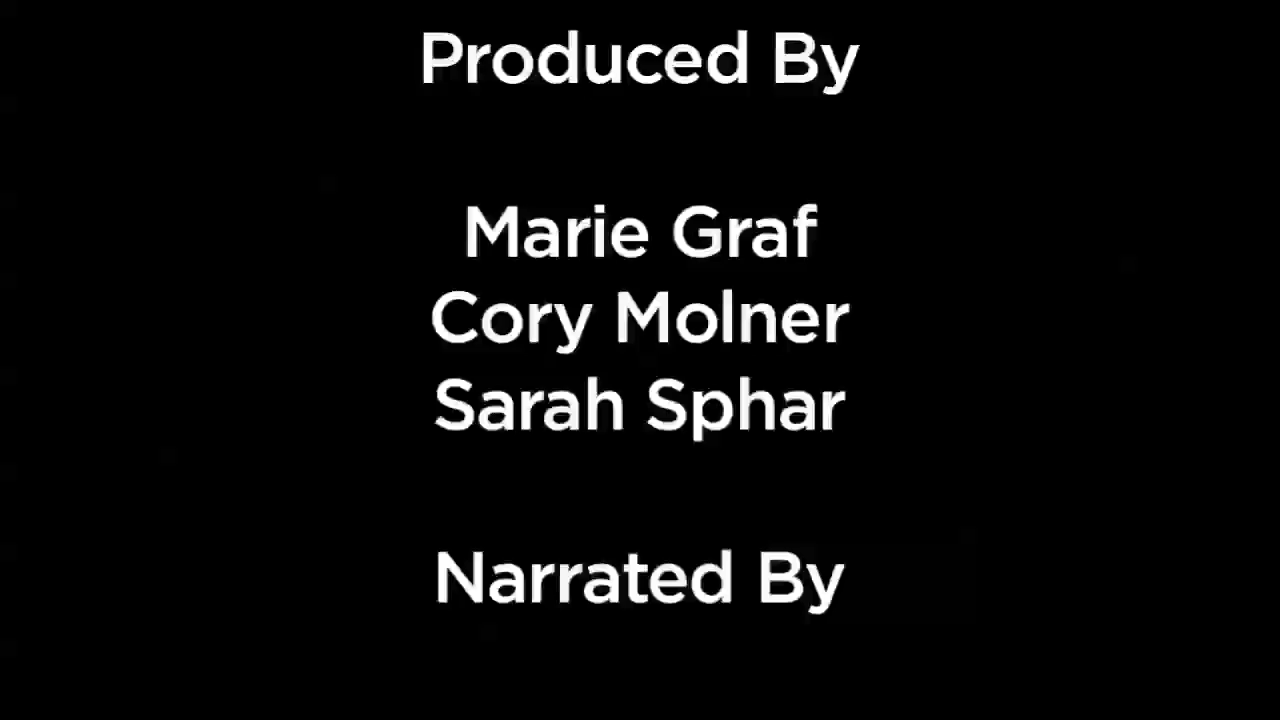 Produced By
Marie Graf
Cory Molner
Sarah Sphar
Narrated By